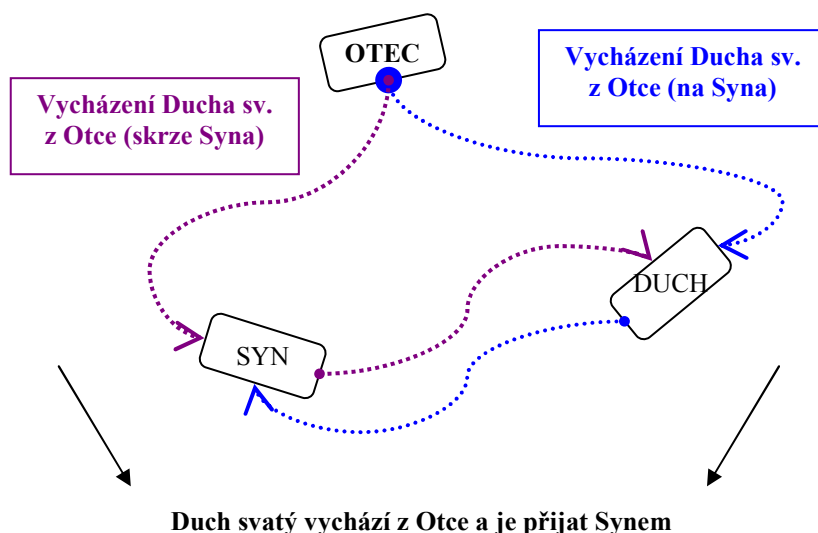 OTEC
Vycházení Ducha sv.
z Otce (skrze Syna)
Vycházení Ducha sv.
z Otce (na Syna)
DUCH
SYN
Duch svatý vychází z Otce a je přijat Synem